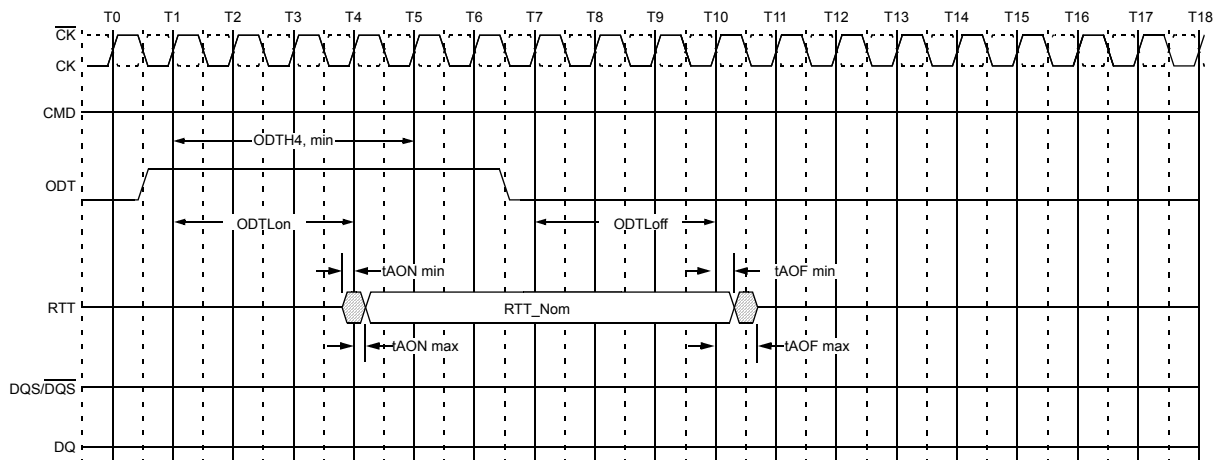 T0 T1 T2 T3 T4 T5 T6 T7 T8 T9 T10 T11 T12 T13 T14 T15 T16 T17 T18
C̅K̅
CK
CMD
ODTH4, min
ODT
ODTLon ODTLoff
tAON min tAOF min
RTT RTT_Nom
tAON max tAOF max
DQS/D̅Q̅S̅
DQ